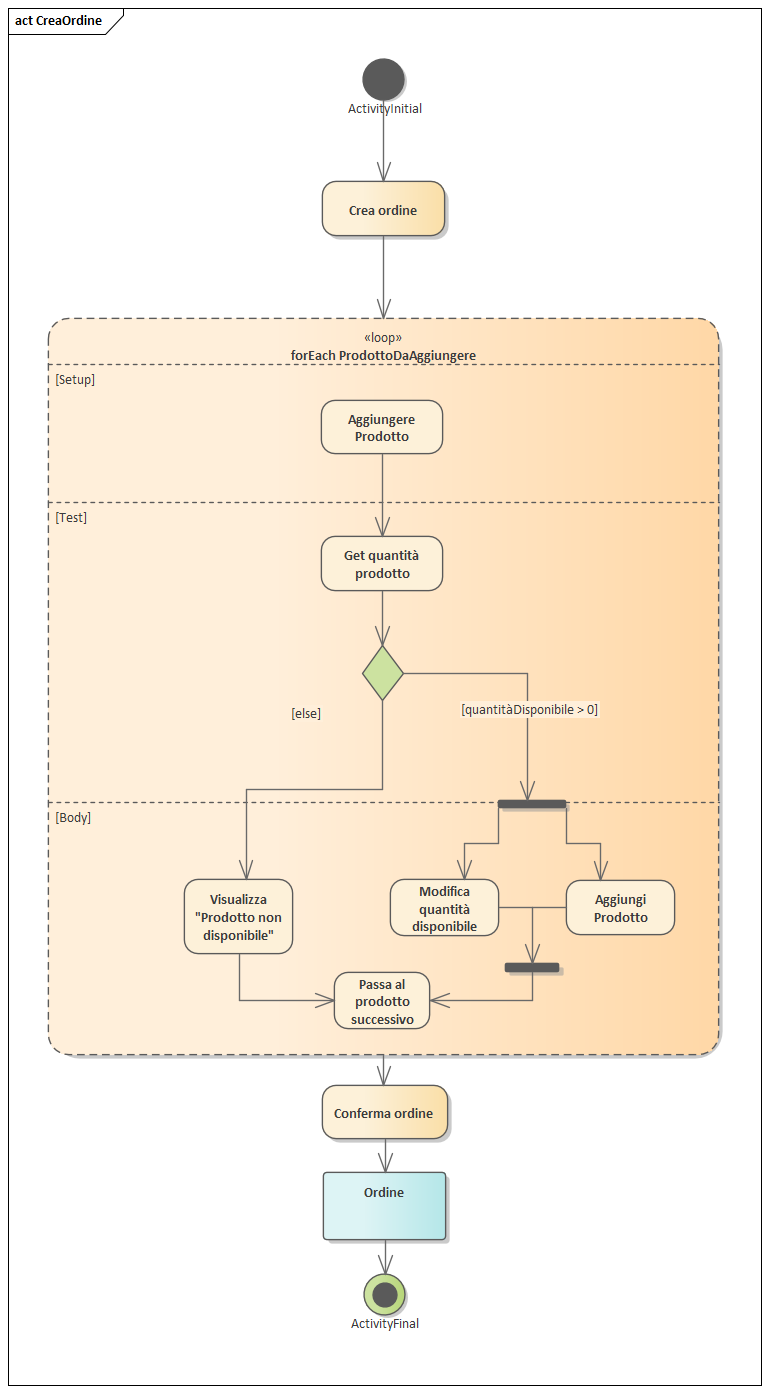 act CreaOrdine
ActivityInitial
Crea ordine
«loop»
forEach ProdottoDaAggiungere
[Setup]
Aggiungere
Prodotto
[Test]
Get quantità
prodotto
[else]
[quantitàDisponibile > 0]
[Body]
Visualizza
"Prodotto non
disponibile"
Modifica
quantità
disponibile
Aggiungi
Prodotto
Passa al
prodotto
successivo
Conferma ordine
Ordine
ActivityFinal